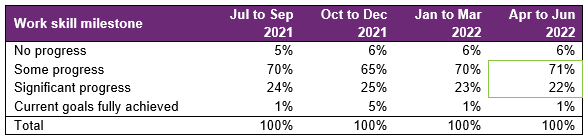 Work skill milestone Jul to Sep 2021 Oct to Dec 2021 Jan to Mar 2022 Apr to Jun 2022
No progress 5% 6% 6% 6%
Some progress 70% 65% 70% 71%
Significant progress 24% 25% 23% 22%
Current goals fully achieved 1% 5% 1% 1%
Total 100% 100% 100% 100%